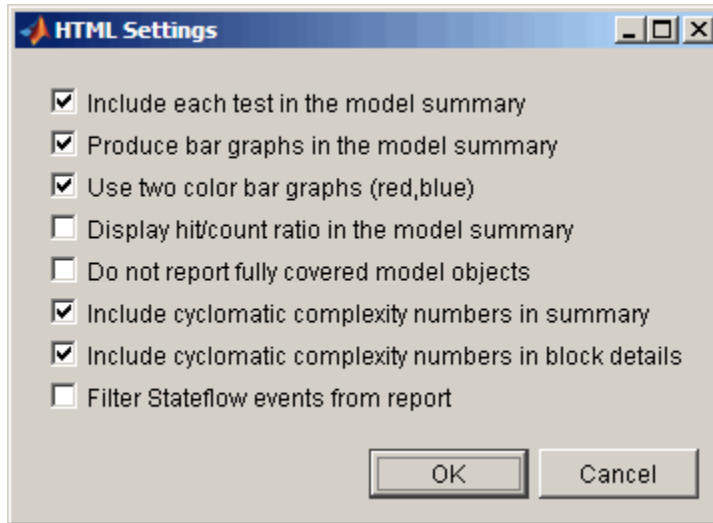 HTML Settings
Include each test in the model summary
Produce bar graphs in the model summary
Use two color bar graphs (red,blue)
Display hit/count ratio in the model summary
Do not report fully covered model objects
Include cyclomatic complexity numbers in summary
Include cyclomatic complexity numbers in block details
Filter Stateflow events from report
OK Cancel